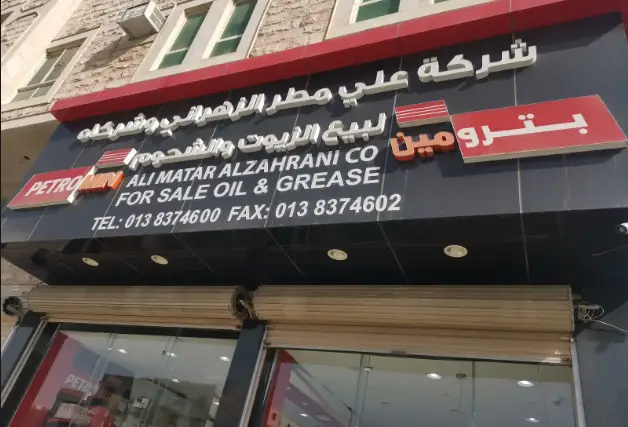 شركة علي مطر الزهراني وشركاه
لبيع الزيوت والشحوم
بترومين
PETROMIN
ALI MATAR ALZAHRANI CO
FOR SALE OIL & GREASE
TEL: 013 8374600 FAX: 013 8374602
PETRO